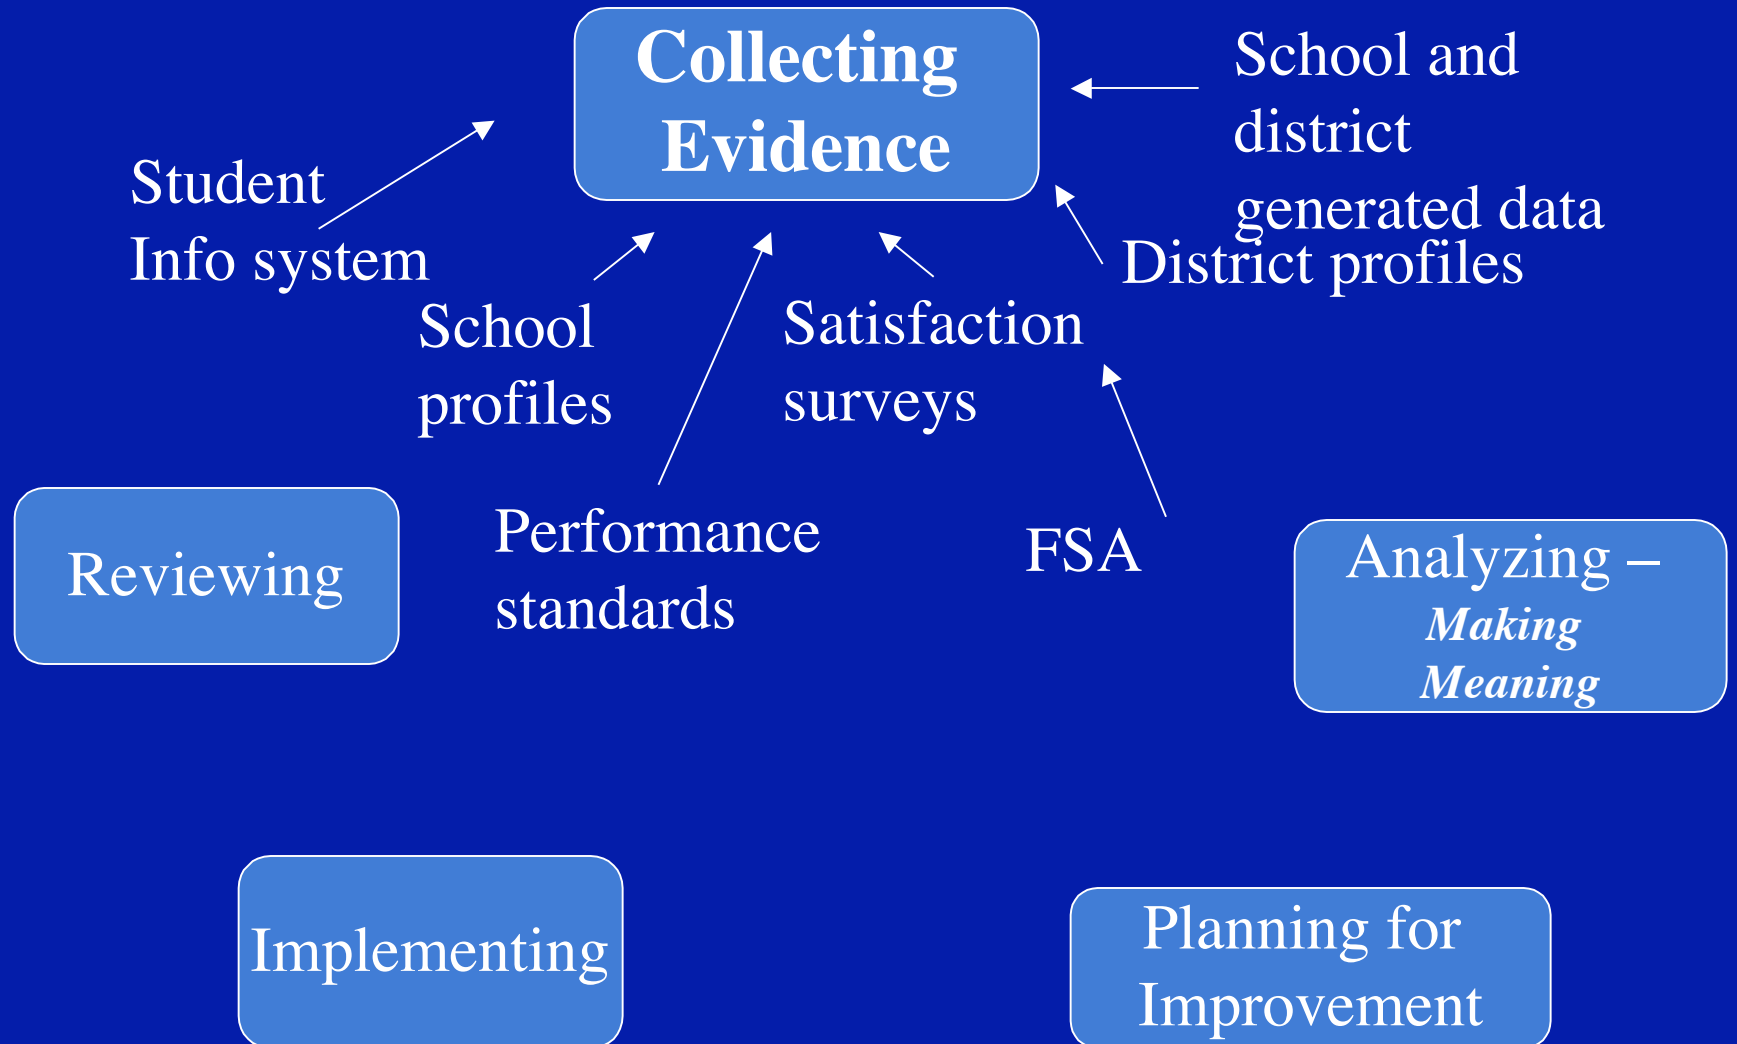 Collecting
Evidence
School and
district
generated data
Student
Info system
District profiles
School
profiles
Satisfaction
surveys
Reviewing
Performance
standards
FSA
Analyzing –
Making
Meaning
Implementing
Planning for
Improvement